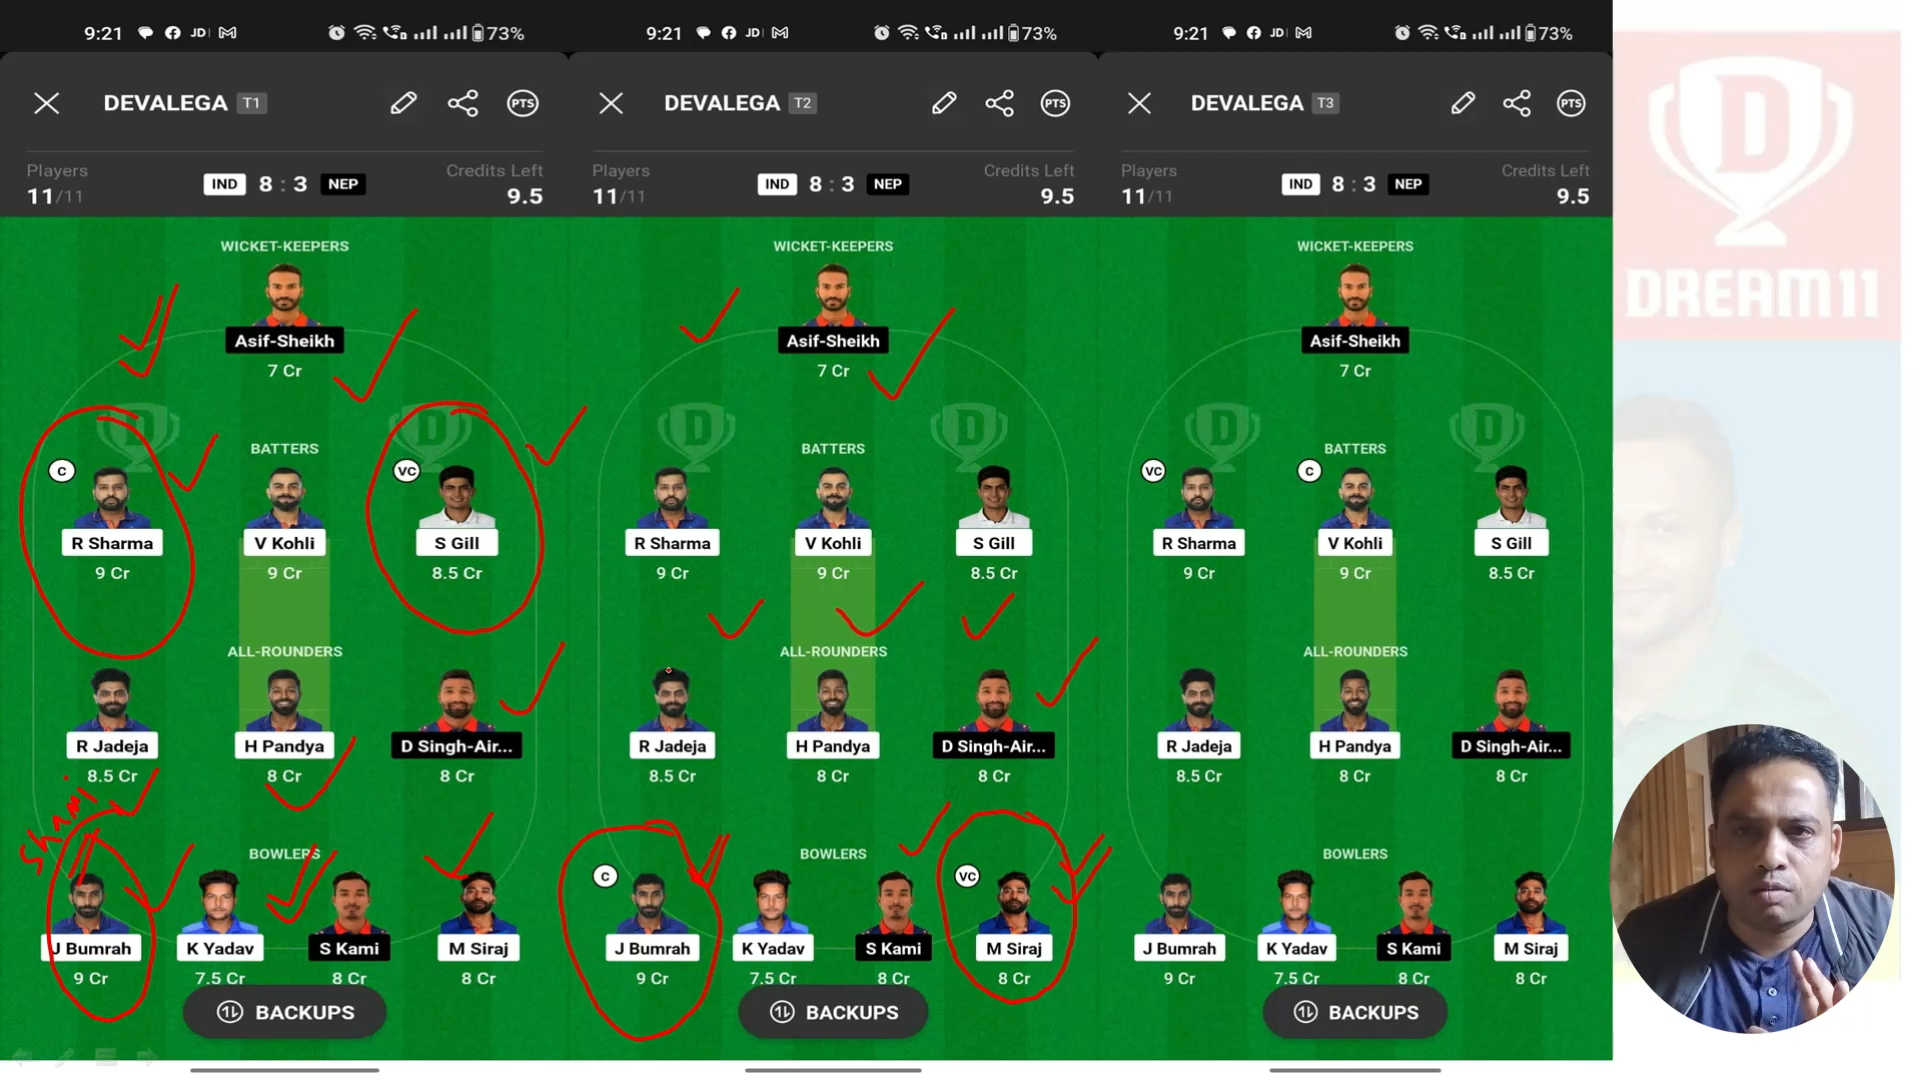 9:21 JD 73%
DEVALEGA T1
PTS
Players
11/11
IND 8 : 3 NEP
Credits Left
9.5
WICKET-KEEPERS
Asif-Sheikh
7 Cr
BATTERS
C
VC
R Sharma
V Kohli
S Gill
9 Cr
9 Cr
8.5 Cr
ALL-ROUNDERS
R Jadeja
H Pandya
D Singh-Air...
8.5 Cr
8 Cr
8 Cr
Shami
BOWLERS
J Bumrah
K Yadav
S Kami
M Siraj
9 Cr
7.5 Cr
8 Cr
8 Cr
BACKUPS
9:21 JD 73%
DEVALEGA T2
PTS
Players
11/11
IND 8 : 3 NEP
Credits Left
9.5
WICKET-KEEPERS
Asif-Sheikh
7 Cr
BATTERS
R Sharma
V Kohli
S Gill
9 Cr
9 Cr
8.5 Cr
ALL-ROUNDERS
R Jadeja
H Pandya
D Singh-Air...
8.5 Cr
8 Cr
8 Cr
BOWLERS
C
VC
J Bumrah
K Yadav
S Kami
M Siraj
9 Cr
7.5 Cr
8 Cr
8 Cr
BACKUPS
9:21 JD 73%
DEVALEGA T3
PTS
Players
11/11
IND 8 : 3 NEP
Credits Left
9.5
WICKET-KEEPERS
Asif-Sheikh
7 Cr
BATTERS
VC
C
R Sharma
V Kohli
S Gill
9 Cr
9 Cr
8.5 Cr
ALL-ROUNDERS
R Jadeja
H Pandya
D Singh-Air...
8.5 Cr
8 Cr
8 Cr
BOWLERS
J Bumrah
K Yadav
S Kami
M Siraj
9 Cr
7.5 Cr
8 Cr
8 Cr
BACKUPS
D
DREAM11